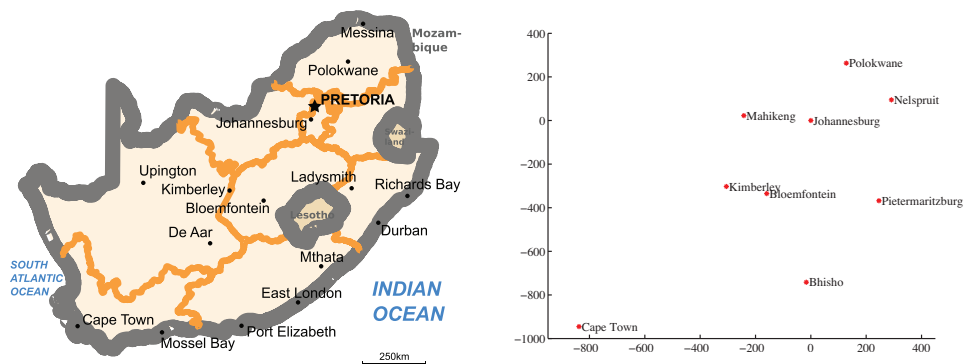 Messina
Mozam-
bique
Polokwane
PRETORIA
Johannesburg
Swazi-
land
Upington
Kimberley
Ladysmith
Richards Bay
Bloemfontein
Lesotho
De Aar
Durban
Mthata
SOUTH
ATLANTIC
OCEAN
East London
INDIAN
OCEAN
Cape Town
Port Elizabeth
Mossel Bay
250km
400
200
0
−200
−400
−600
−800
−1000
Polokwane
Nelspruit
Mahikeng
Johannesburg
Kimberley
Bloemfontein
Pietermaritzburg
Bhisho
Cape Town
−800
−600
−400
−200
0
200
400